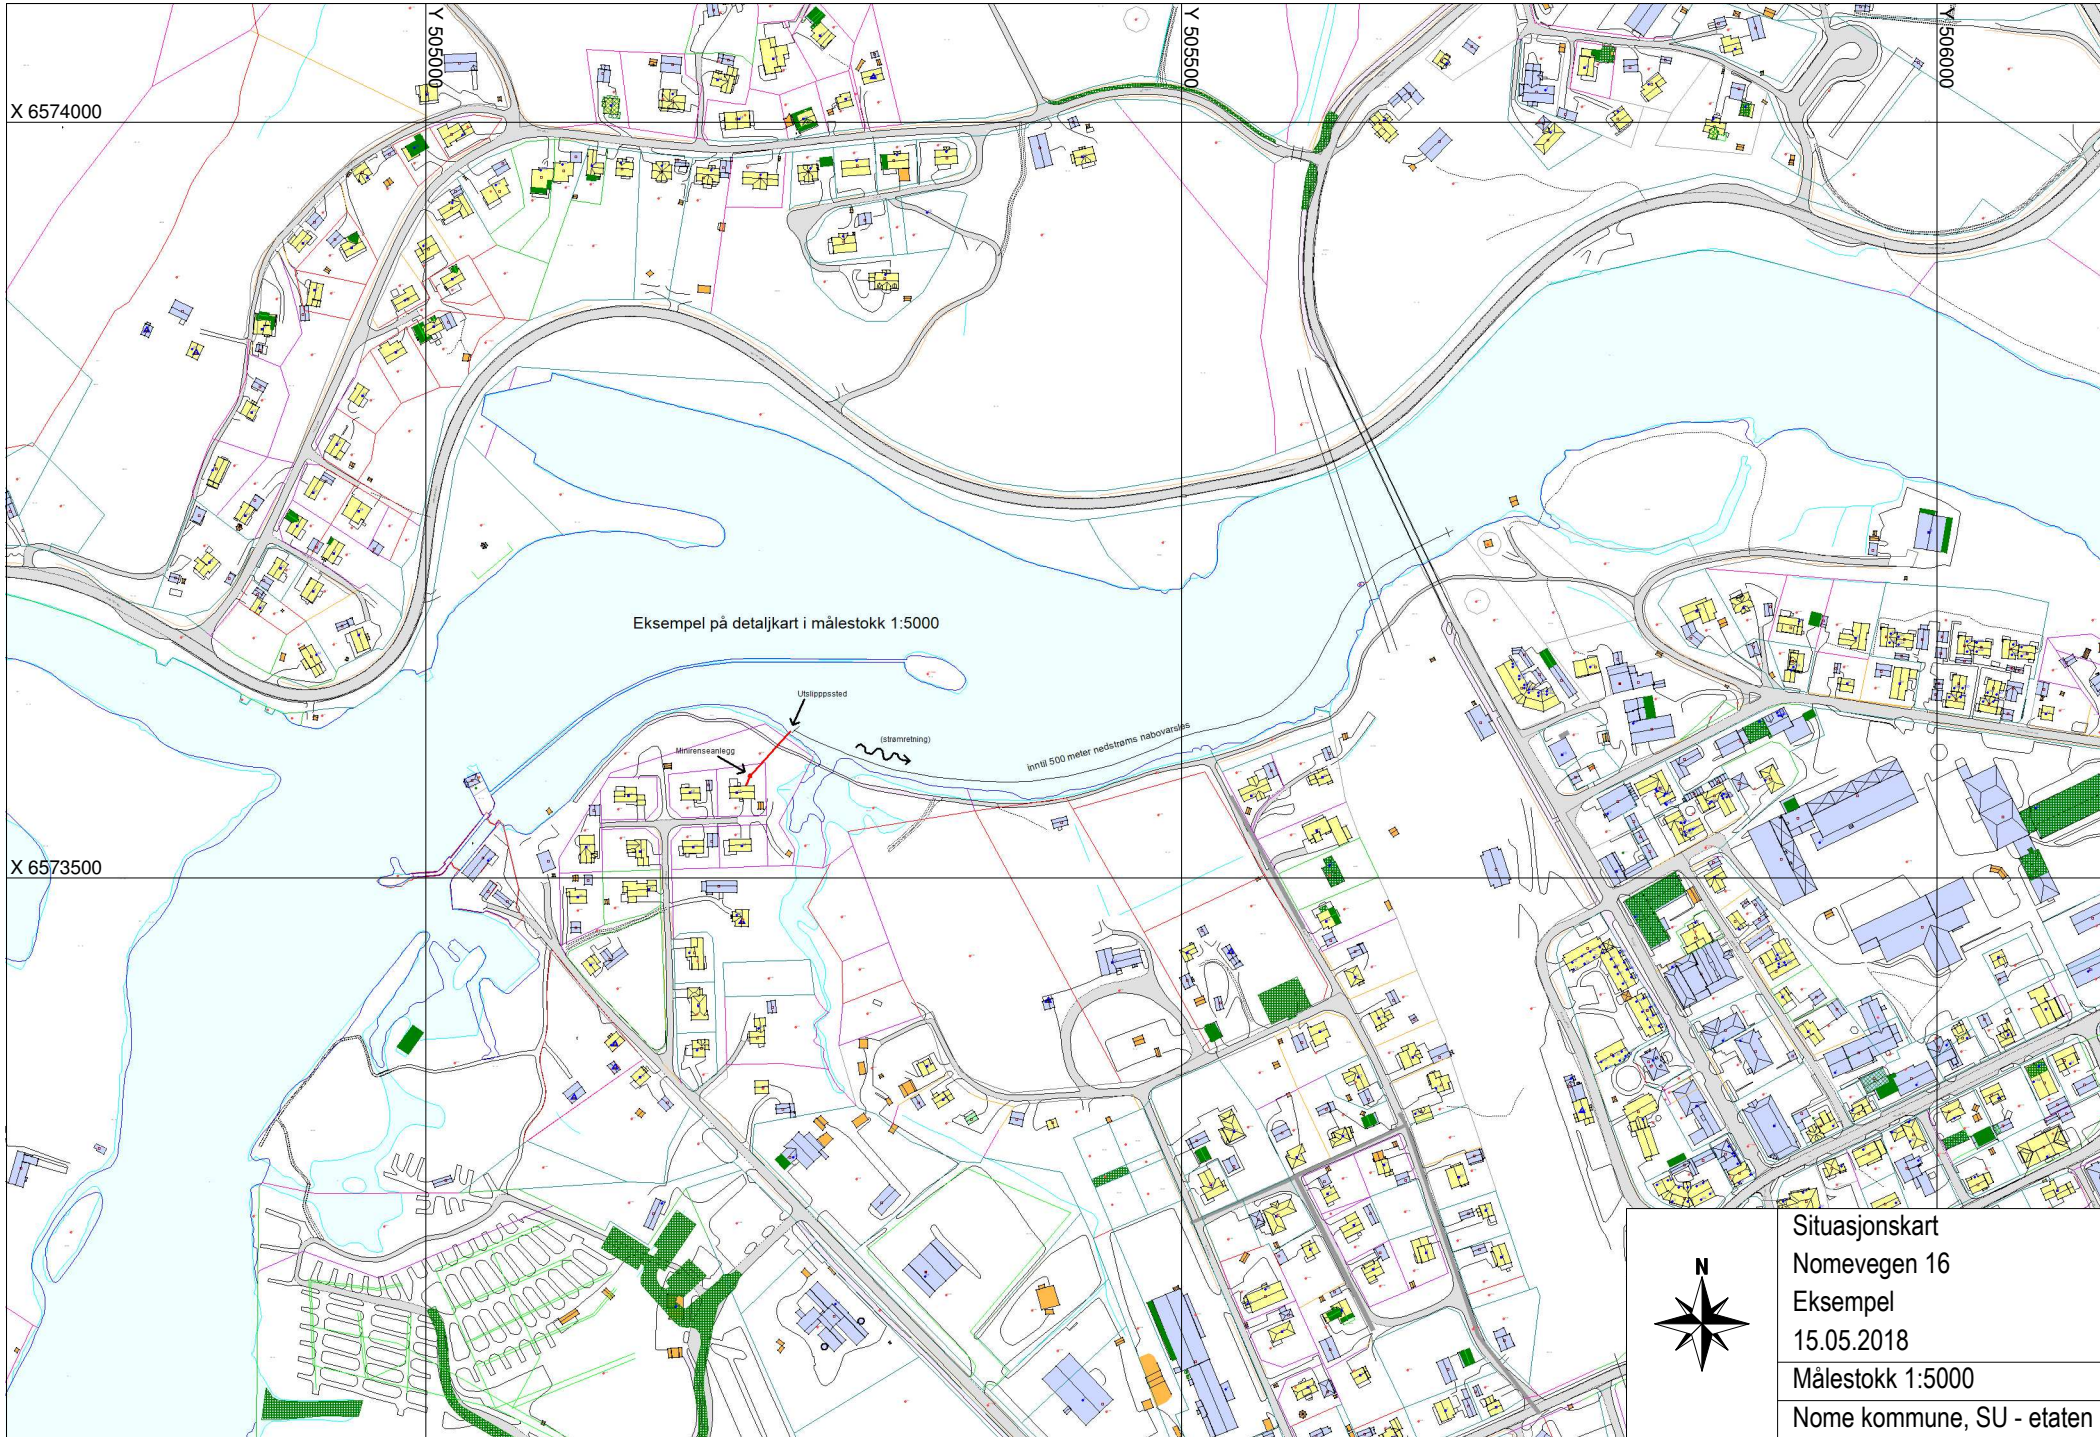 Y 505000
Y 505500
Y 506000
X 6574000
Eksempel på detaljkart i målestokk 1:5000
Utslipppssted
(strømretning)
Minirenseanlegg
inntil 500 meter nedstrøms nabovarsles
X 6573500
N
Situasjonskart
Nomevegen 16
Eksempel
15.05.2018
Målestokk 1:5000
Nome kommune, SU - etaten